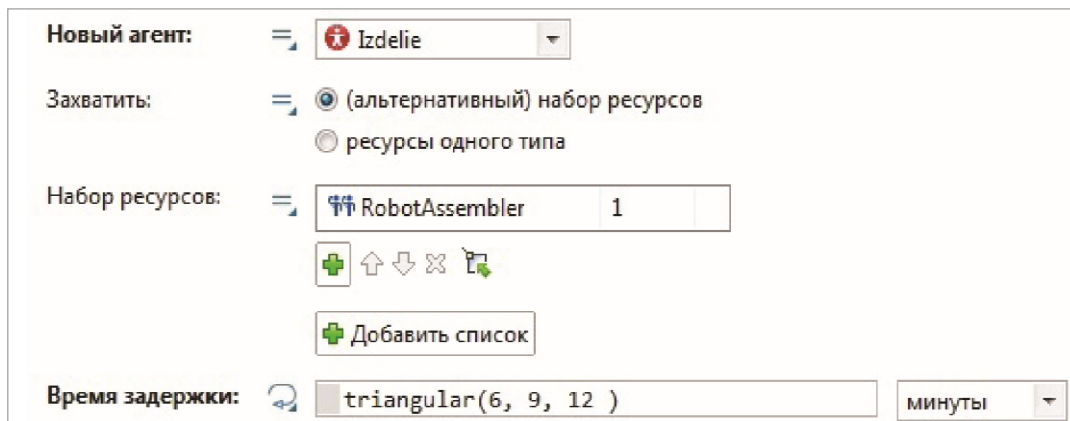 Новый агент: Izdelie
Захватить: (альтернативный) набор ресурсов
ресурсы одного типа
Набор ресурсов: RobotAssembler 1
Добавить список
Время задержки: triangular(6, 9, 12 ) минуты